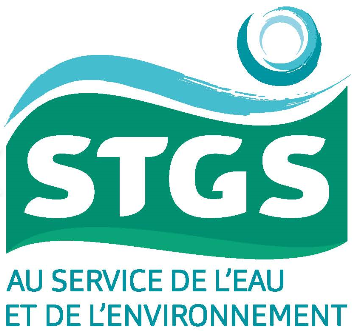 STGS
AU SERVICE DE L'EAU
ET DE L'ENVIRONNEMENT